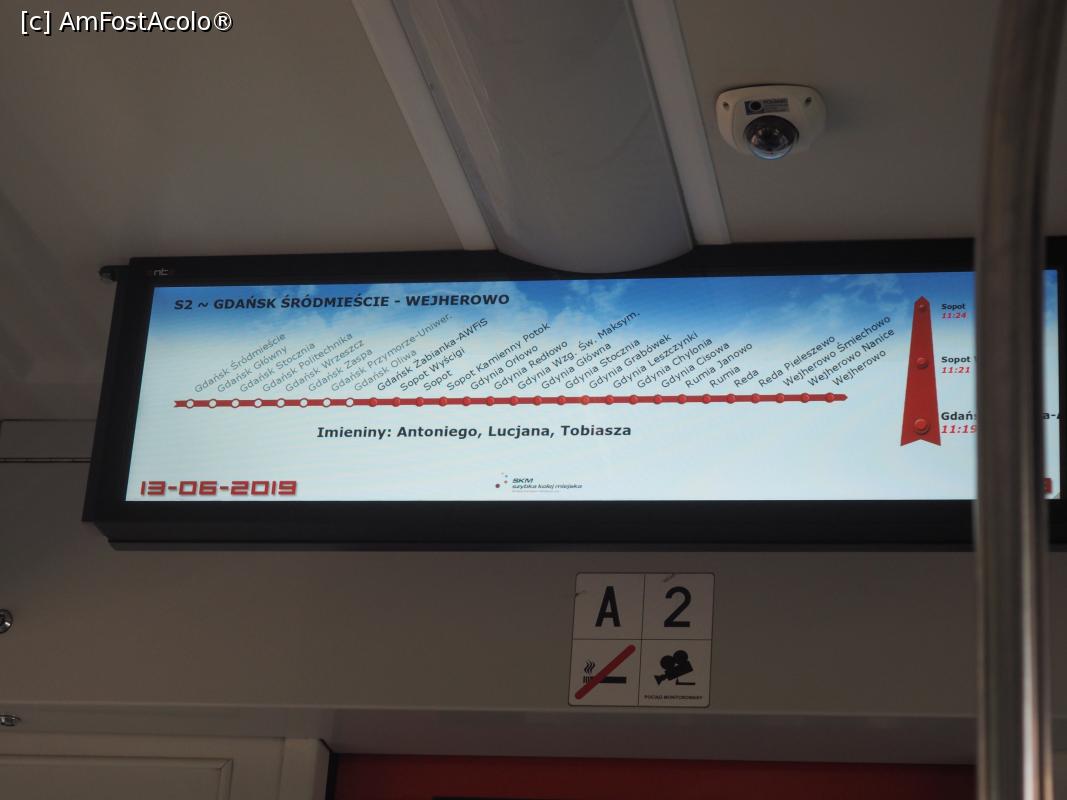 [c] AmFostAcolo®
S2 ~ GDAŃSK ŚRÓDMIEŚCIE - WEJHEROWO
Gdańsk Śródmieście
Gdańsk Główny
Gdańsk Stocznia
Gdańsk Politechnika
Gdańsk Wrzeszcz
Gdańsk Zaspa
Gdańsk Przymorze-Uniwer.
Gdańsk Oliwa
Gdańsk Żabianka-AWFiS
Sopot Wyścigi
Sopot
Sopot Kamienny Potok
Gdynia Orłowo
Gdynia Redłowo
Gdynia Wzg. Św. Maksym.
Gdynia Główna
Gdynia Stocznia
Gdynia Grabówek
Gdynia Leszczynki
Gdynia Chylonia
Gdynia Cisowa
Rumia Janowo
Rumia
Reda
Reda Pieleszewo
Wejherowo Śmiechowo
Wejherowo Nanice
Wejherowo
Imieniny: Antoniego, Lucjana, Tobiasza
13-06-2019
SKM
szybka kolej miejska
Sopot
11:24
Sopot
11:21
Gdań
11:19
A 2
POCIĄG MONITOROWANY